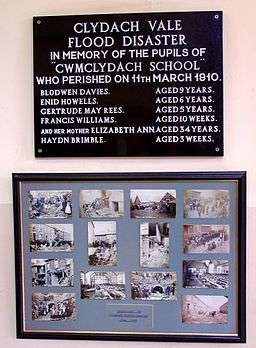 CLYDACH VALE
FLOOD DISASTER
IN MEMORY OF THE PUPILS OF
"CWMCLYDACH SCHOOL"
WHO PERISHED ON 11TH MARCH 1910.
BLODWEN DAVIES. AGED 9 YEARS.
ENID HOWELLS. AGED 6 YEARS.
GERTRUDE MAY REES. AGED 5 YEARS.
FRANCIS WILLIAMS. AGED 10 WEEKS.
AND HER MOTHER ELIZABETH ANN. AGED 34 YEARS.
HAYDN BRIMBLE. AGED 3 WEEKS.